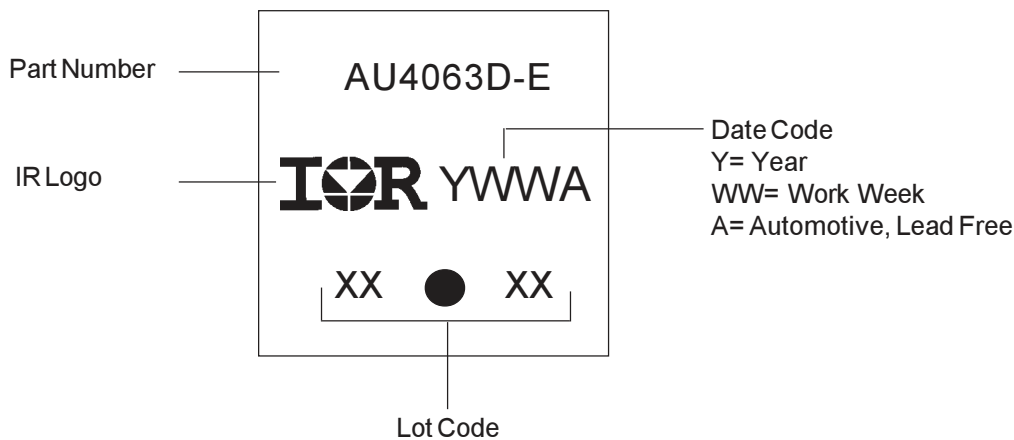 Part Number
AU4063D-E
IR Logo
IOR YWWA
Date Code
Y= Year
WW= Work Week
A= Automotive, Lead Free
XX XX
Lot Code